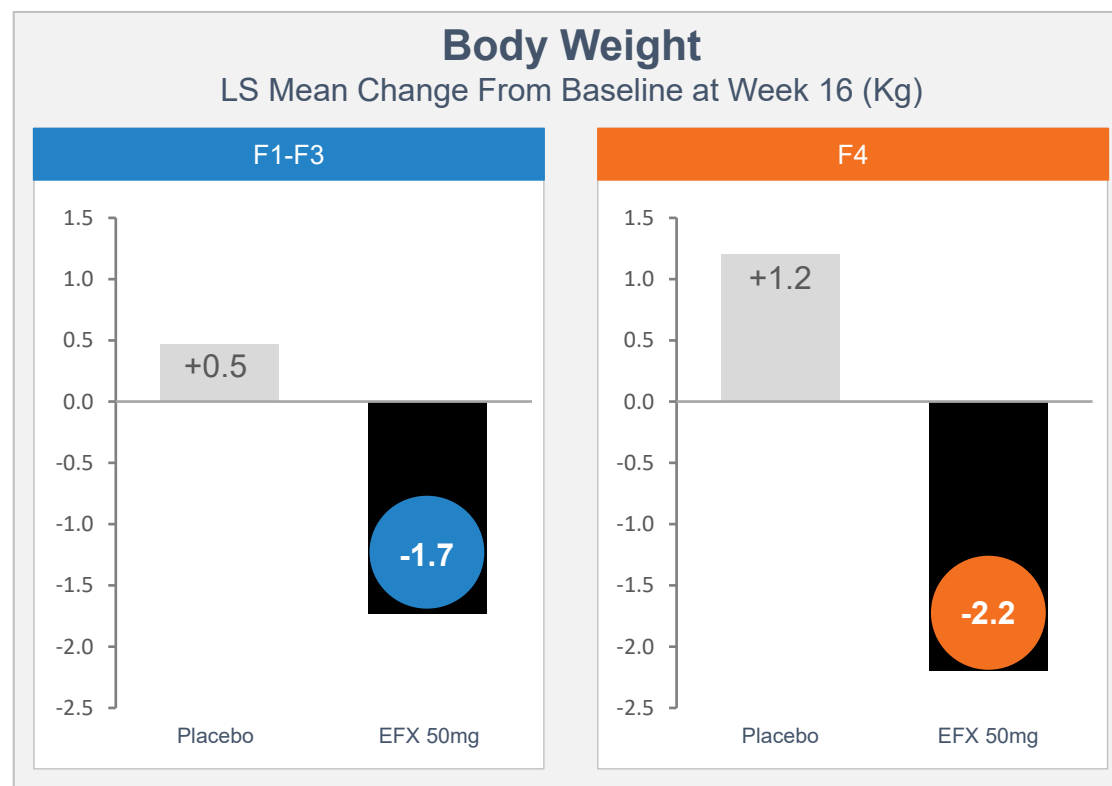 Body Weight
LS Mean Change From Baseline at Week 16 (Kg)
F1-F3
1.5
1.0
0.5
0.0
-0.5
-1.0
-1.5
-2.0
-2.5
+0.5
-1.7
Placebo
EFX 50mg
F4
1.5
1.0
0.5
0.0
-0.5
-1.0
-1.5
-2.0
-2.5
+1.2
-2.2
Placebo
EFX 50mg